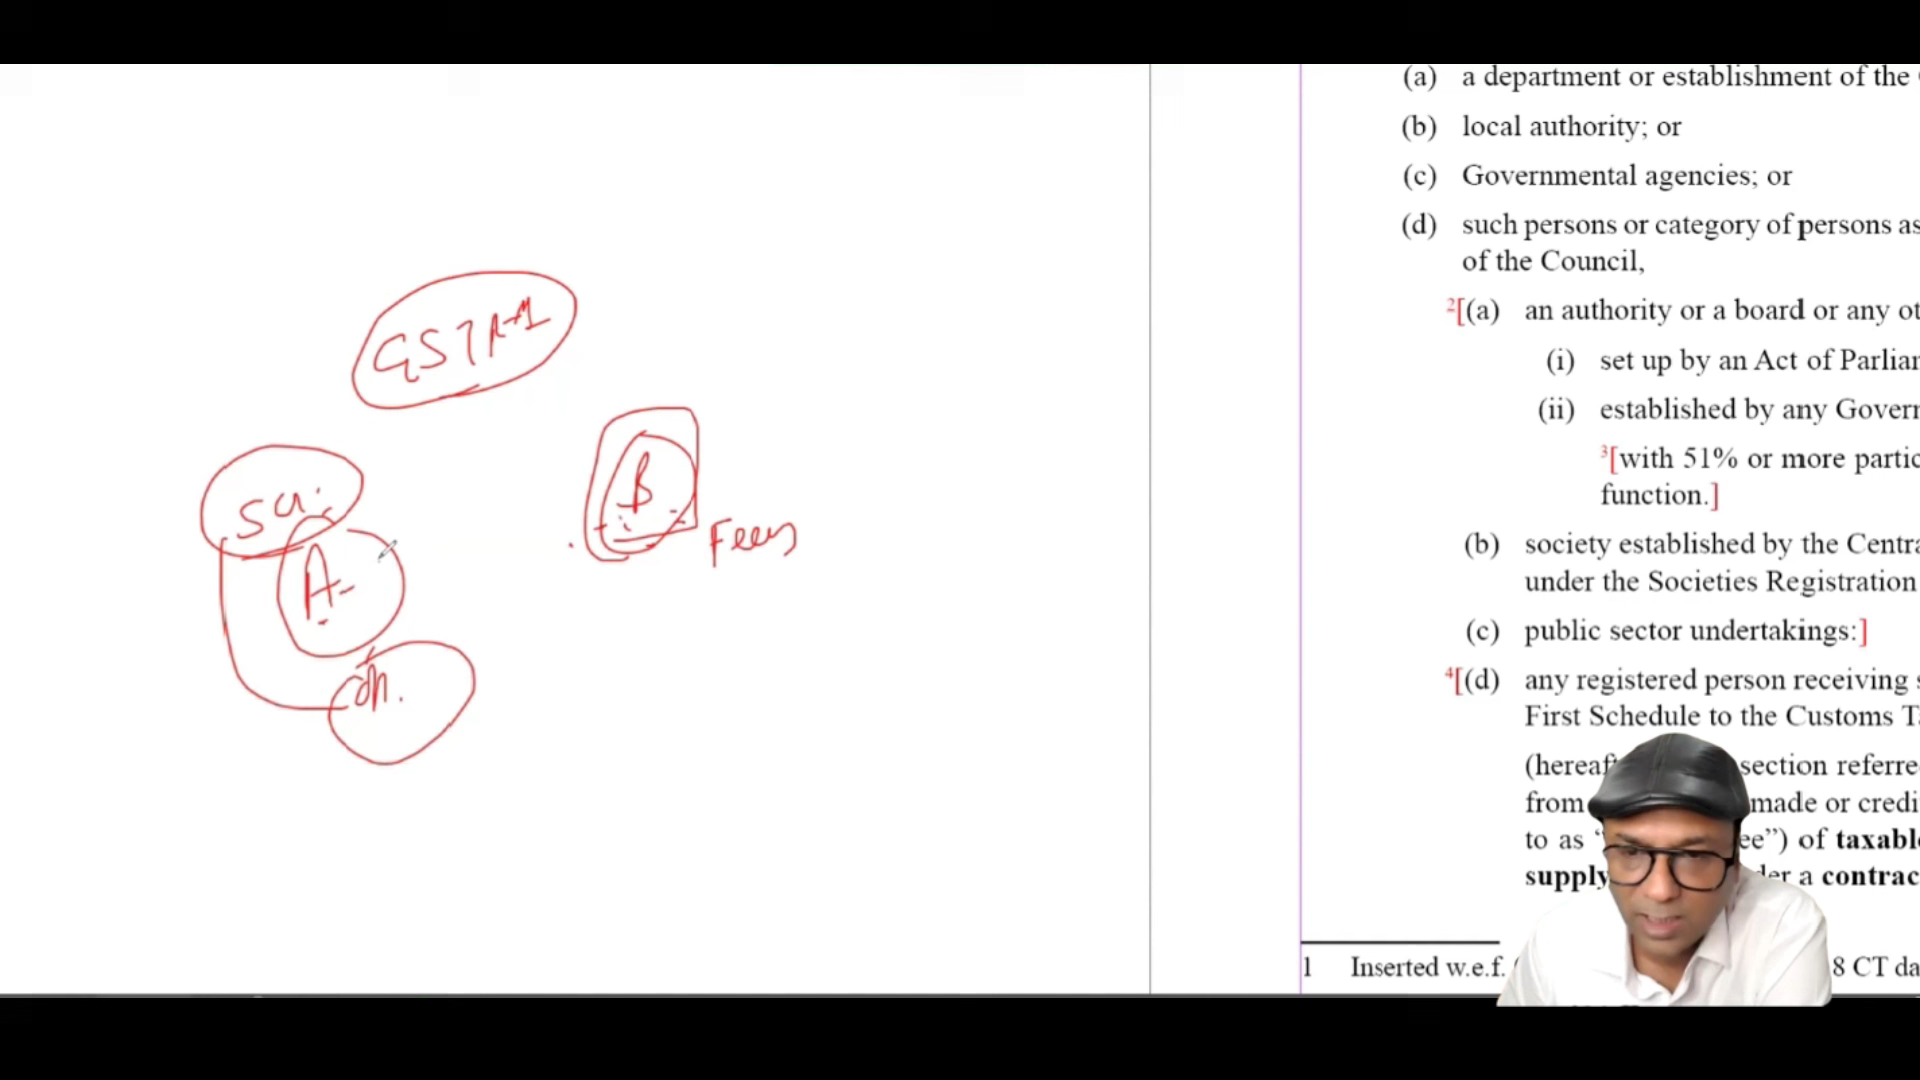 (a) a department or establishment of the
(b) local authority; or
(c) Governmental agencies; or
(d) such persons or category of persons as
of the Council,
2[(a) an authority or a board or any ot
(i) set up by an Act of Parliar
(ii) established by any Govern
3[with 51% or more partic
function.]
(b) society established by the Centra
under the Societies Registration
(c) public sector undertakings:]
4[(d) any registered person receiving s
First Schedule to the Customs Ta
(hereaf section referre
from made or credi
to as “ ee”) of taxable
supply der a contrac
1 Inserted w.e.f. 8 CT da
B
Fees
A-